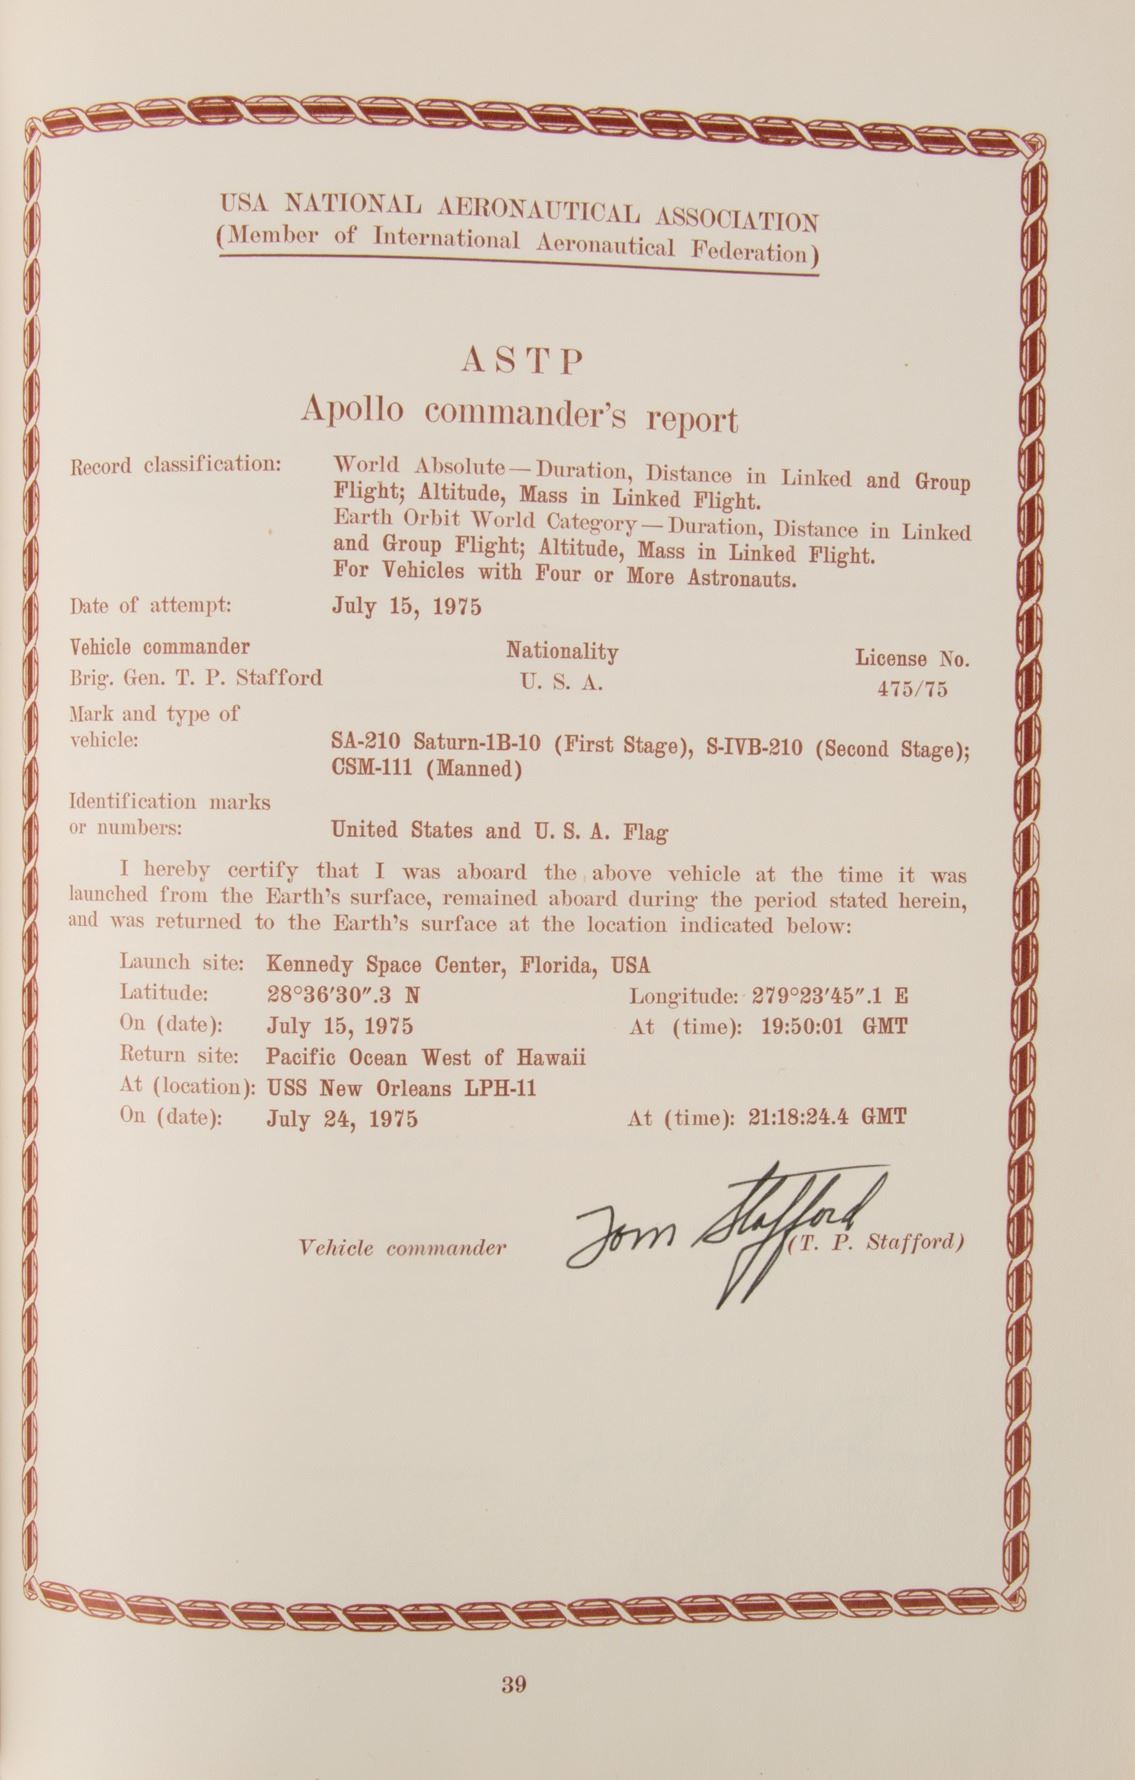 USA NATIONAL AERONAUTICAL ASSOCIATION
(Member of International Aeronautical Federation)
ASTP
Apollo commander's report
Record classification: World Absolute—Duration, Distance in Linked and Group
Flight; Altitude, Mass in Linked Flight.
Earth Orbit World Category—Duration, Distance in Linked
and Group Flight; Altitude, Mass in Linked Flight.
For Vehicles with Four or More Astronauts.
Date of attempt: July 15, 1975
Vehicle commander Nationality License No.
Brig. Gen. T. P. Stafford U. S. A. 475/75
Mark and type of
vehicle: SA-210 Saturn-1B-10 (First Stage), S-IVB-210 (Second Stage);
CSM-111 (Manned)
Identification marks
or numbers: United States and U. S. A. Flag
I hereby certify that I was aboard the above vehicle at the time it was
launched from the Earth's surface, remained aboard during the period stated herein,
and was returned to the Earth's surface at the location indicated below:
Launch site: Kennedy Space Center, Florida, USA
Latitude: 28°36′30″.3 N Longitude: 279°23′45″.1 E
On (date): July 15, 1975 At (time): 19:50:01 GMT
Return site: Pacific Ocean West of Hawaii
At (location): USS New Orleans LPH-11
On (date): July 24, 1975 At (time): 21:18:24.4 GMT
Tom Stafford
Vehicle commander (T. P. Stafford)
39